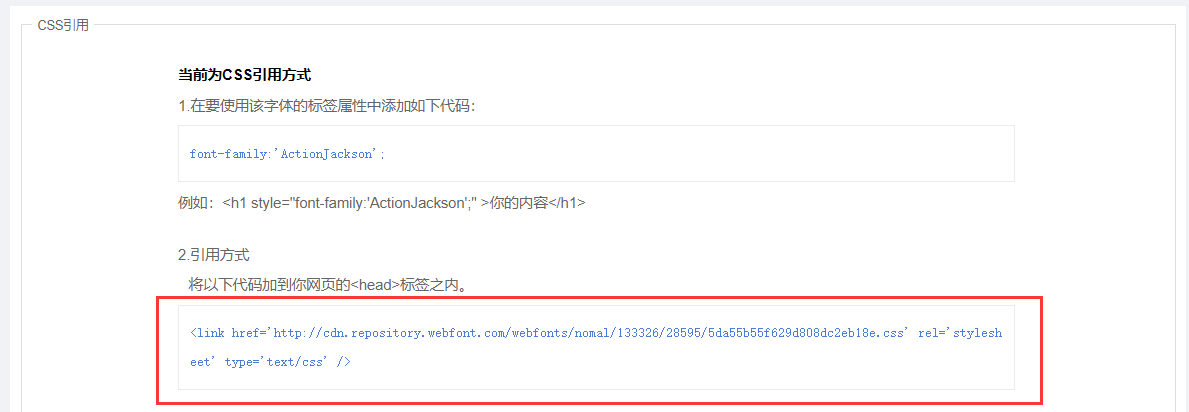 CSS引用
当前为CSS引用方式
1.在要使用该字体的标签属性中添加如下代码：
font-family:'ActionJackson';
例如：<h1 style="font-family:'ActionJackson';" >你的内容</h1>
2.引用方式
将以下代码加到你网页的<head>标签之内。
<link href='http://cdn.repository.webfont.com/webfonts/nomal/133326/28595/5da55b55f629d808dc2eb18e.css' rel='stylesh
eet' type='text/css' />